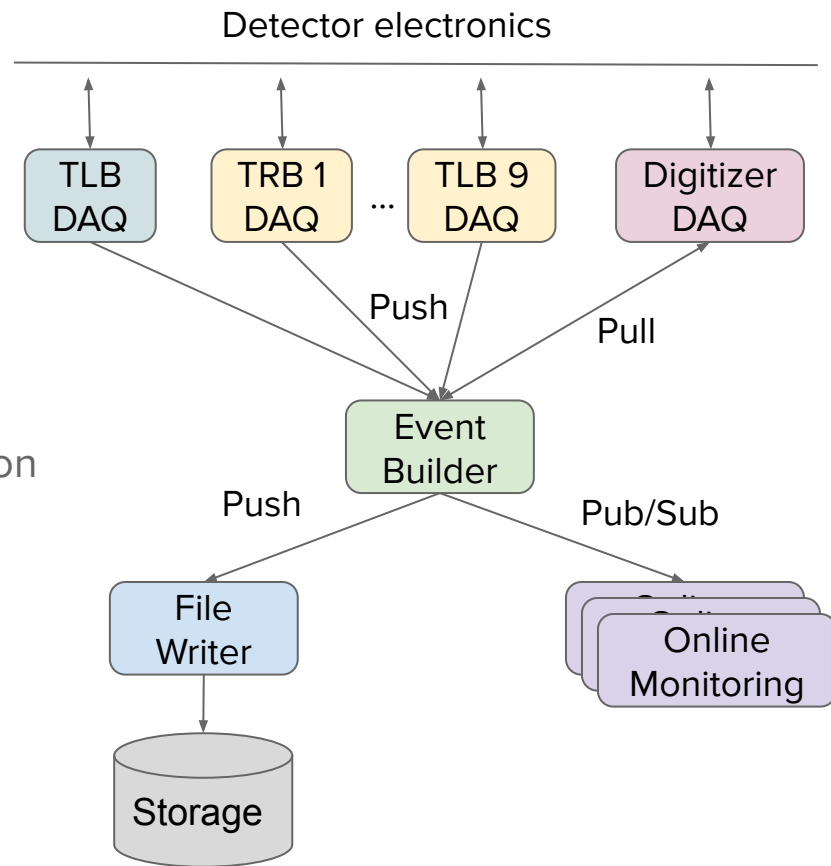 Detector electronics
TLB
DAQ
TRB 1
DAQ
...
TLB 9
DAQ
Digitizer
DAQ
Push
Pull
Event
Builder
on
Push
Pub/Sub
File
Writer
Online
Monitoring
Storage